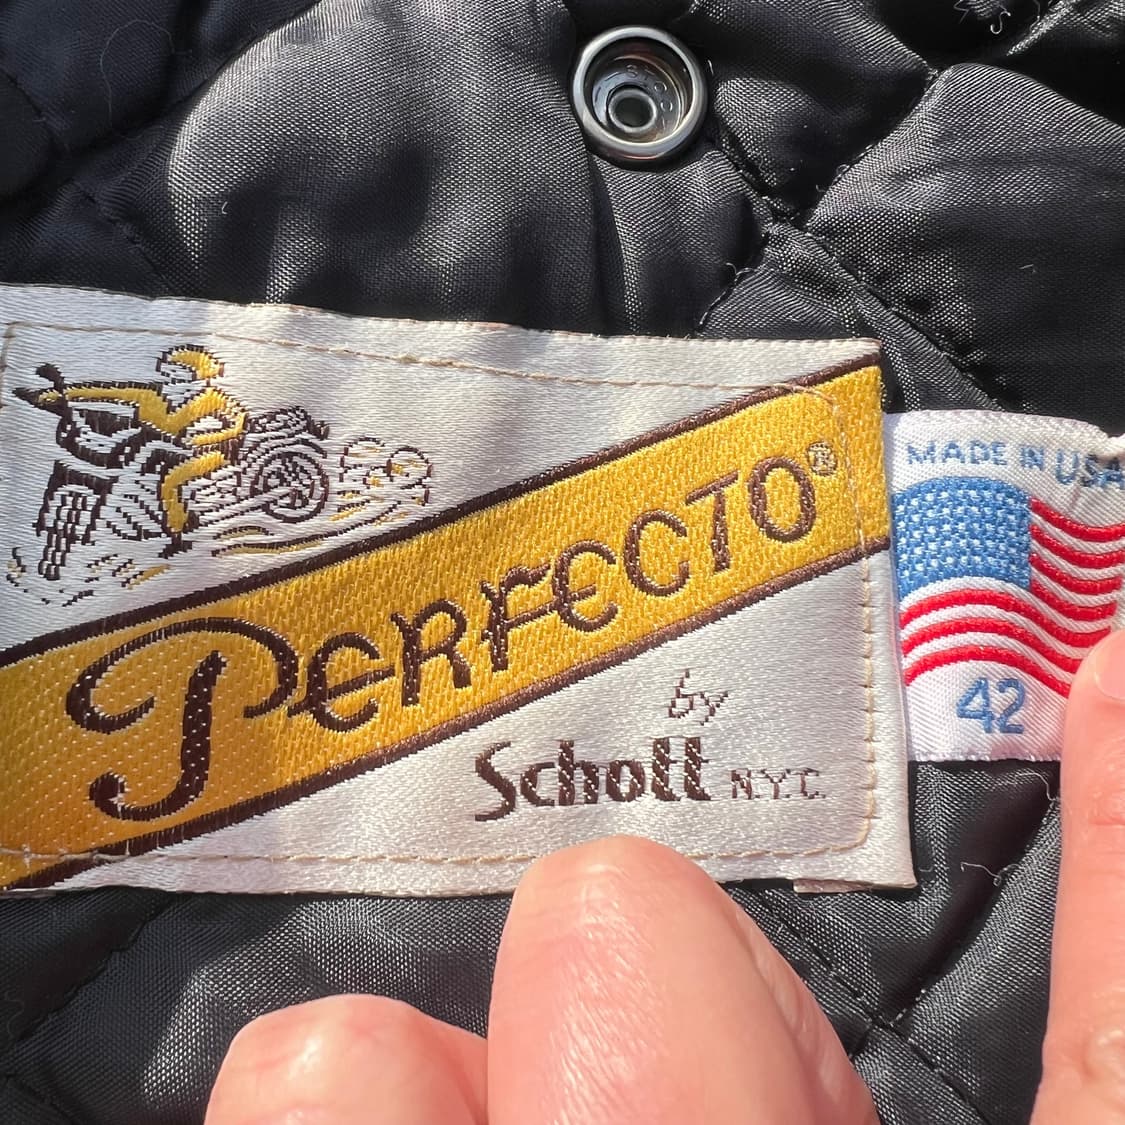 PERFECTO®
by
Schott N.Y.C.
MADE IN USA
42